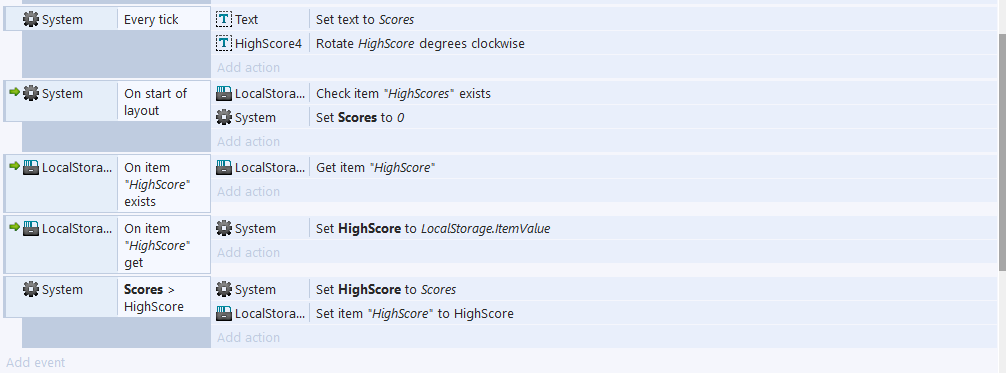 System Every tick T Text Set text to Scores
T HighScore4 Rotate HighScore degrees clockwise
Add action
System On start of layout LocalStora... Check item "HighScores" exists
System Set Scores to 0
Add action
LocalStora... On item "HighScore" exists LocalStora... Get item "HighScore"
Add action
LocalStora... On item "HighScore" get System Set HighScore to LocalStorage.ItemValue
Add action
System Scores > HighScore System Set HighScore to Scores
LocalStora... Set item "HighScore" to HighScore
Add action
Add event